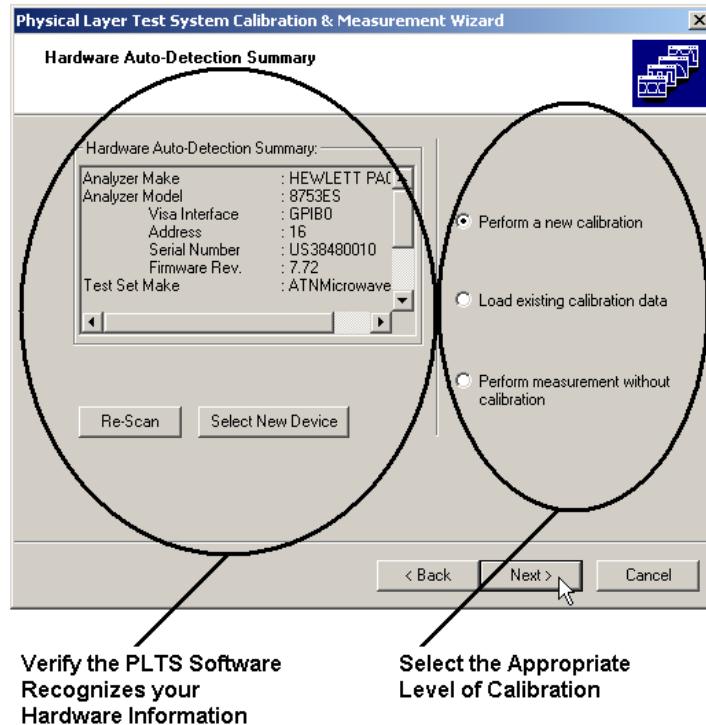 Physical Layer Test System Calibration & Measurement Wizard
Hardware Auto-Detection Summary
Hardware Auto-Detection Summary:
Analyzer Make : HEWLETT PAC
Analyzer Model : 8753ES
Visa Interface : GPIB0
Address : 16
Serial Number : US38480010
Firmware Rev. : 7.72
Test Set Make : ATNMicrowave
Re-Scan
Select New Device
Perform a new calibration
Load existing calibration data
Perform measurement without
calibration
< Back
Next >
Cancel
Verify the PLTS Software
Recognizes your
Hardware Information
Select the Appropriate
Level of Calibration